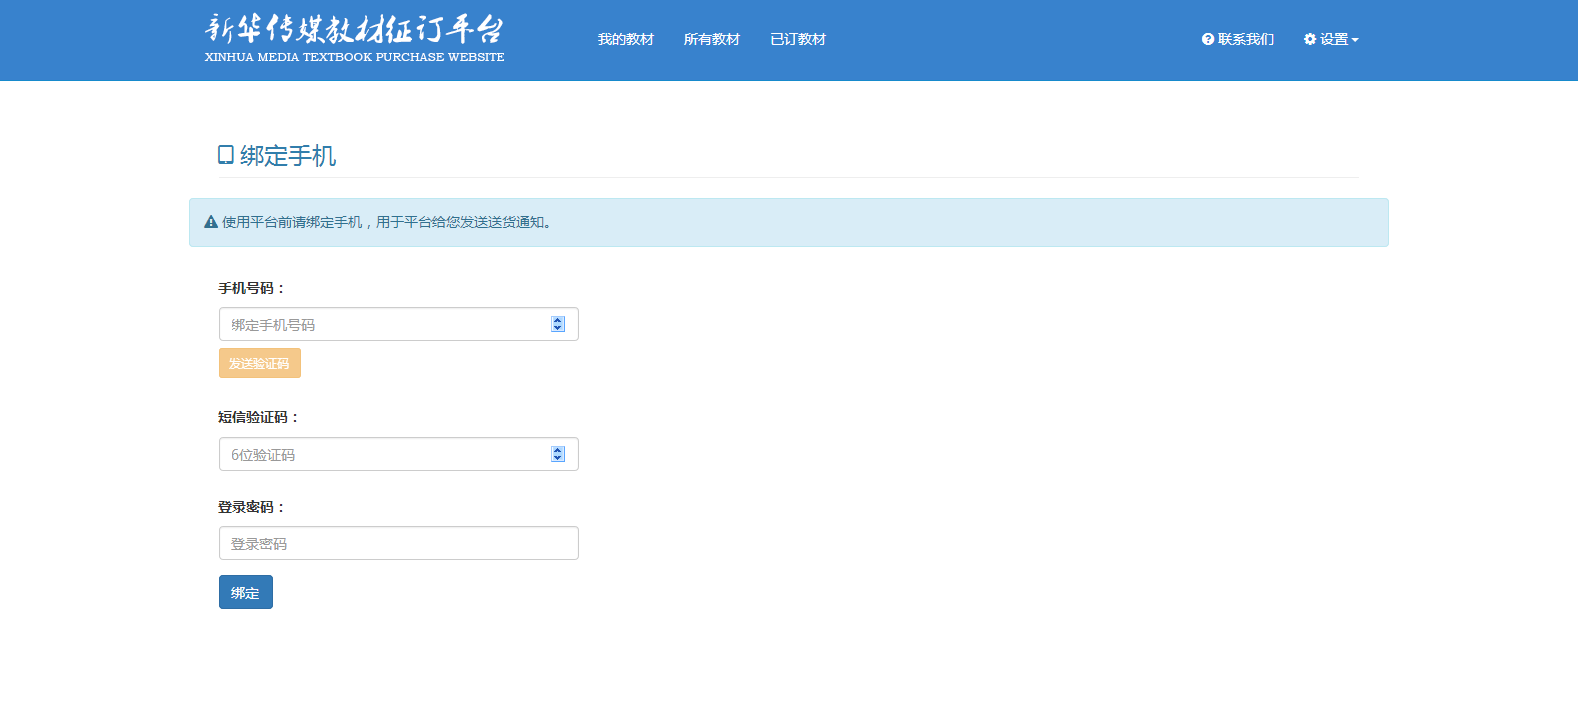 新华传媒教材征订平台
XINHUA MEDIA TEXTBOOK PURCHASE WEBSITE
我的教材 所有教材 已订教材 联系我们 设置
绑定手机
使用平台前请绑定手机，用于平台给您发送送货通知。
手机号码：
绑定手机号码
发送验证码
短信验证码：
6位验证码
登录密码：
登录密码
绑定